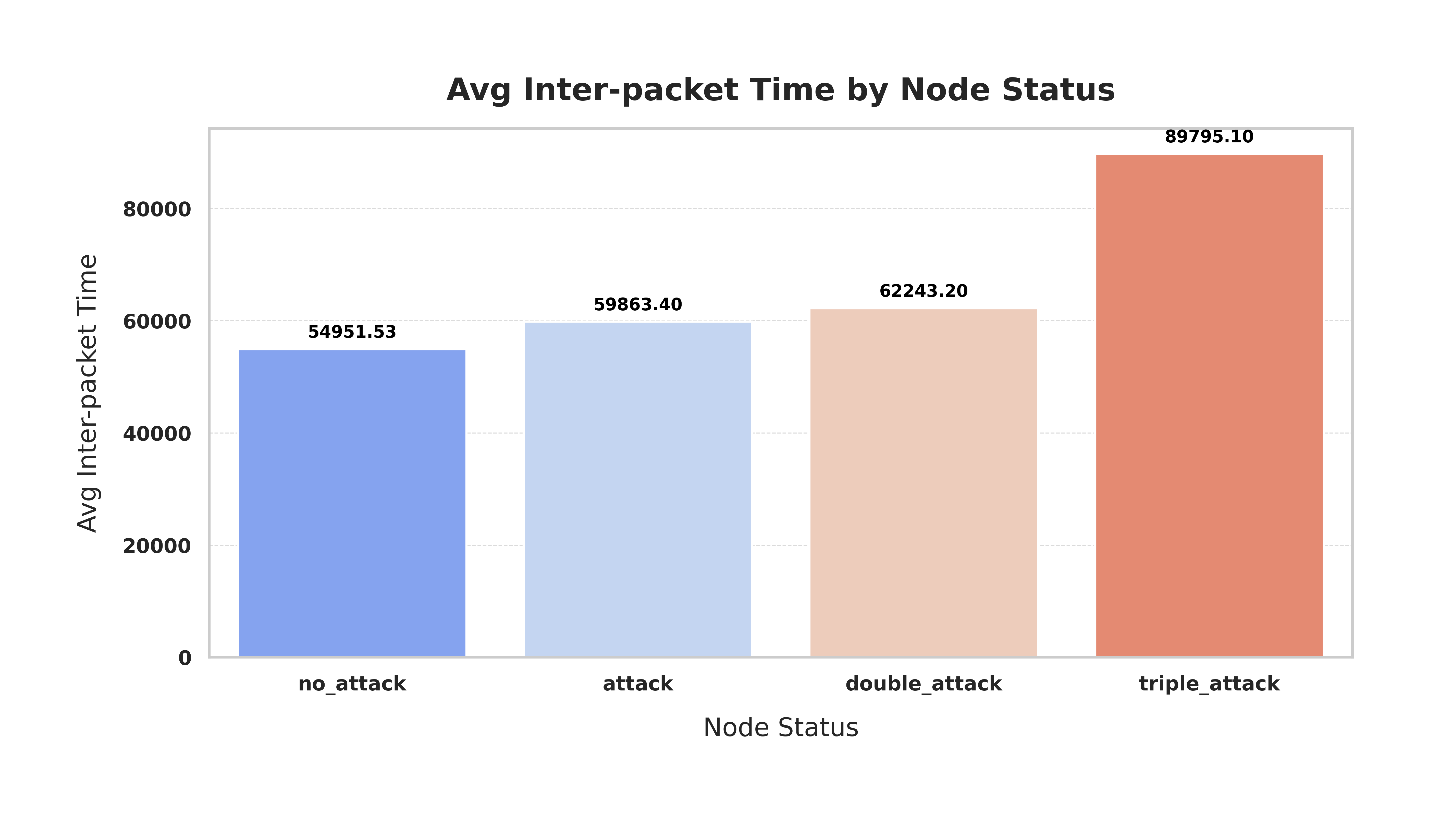 Avg Inter-packet Time by Node Status
Avg Inter-packet Time
80000
60000
40000
20000
0
54951.53
59863.40
62243.20
89795.10
no_attack
attack
double_attack
triple_attack
Node Status